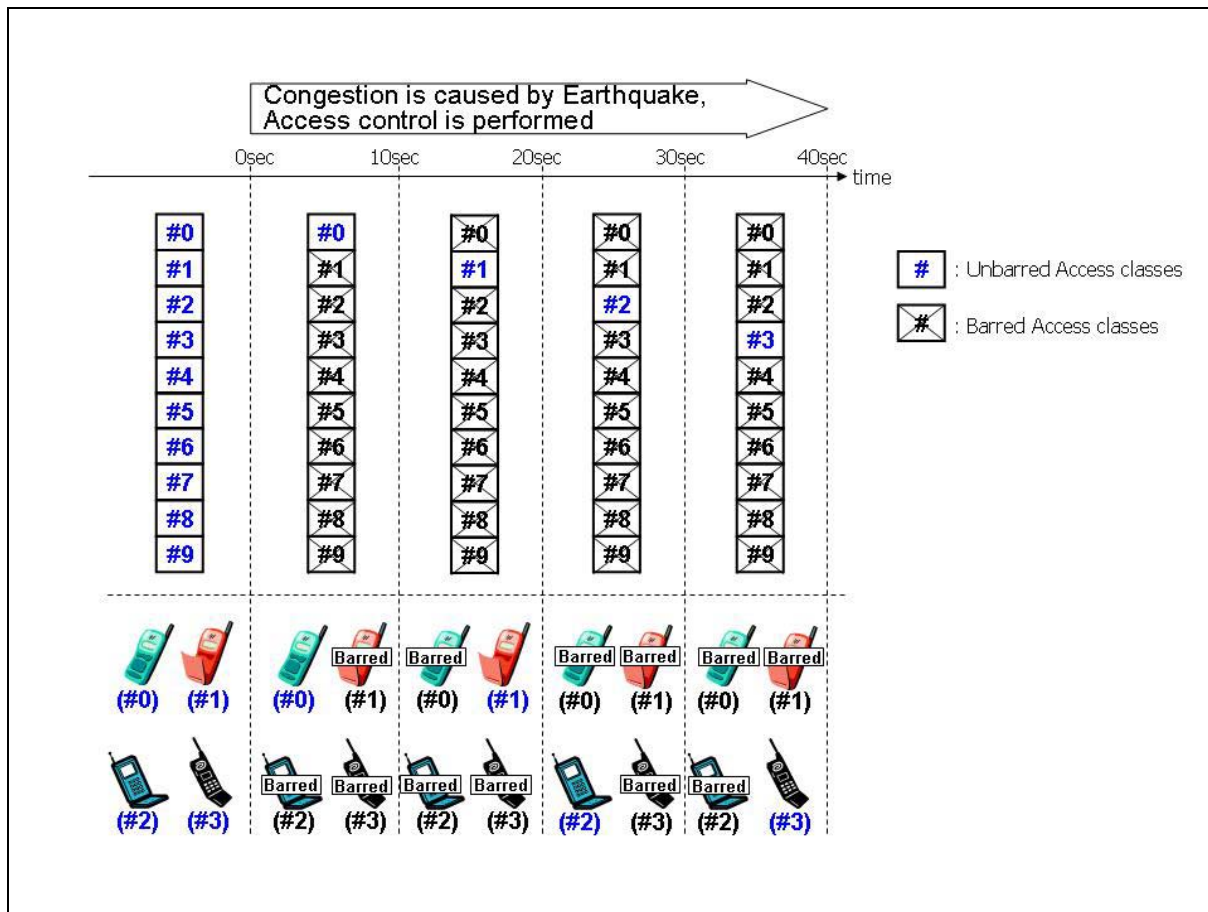 Congestion is caused by Earthquake,
Access control is performed
0sec 10sec 20sec 30sec 40sec
time
#0 #0 #0 #0 #0
#1 #1 #1 #1 #1
#2 #2 #2 #2 #2
#3 #3 #3 #3 #3
#4 #4 #4 #4 #4
#5 #5 #5 #5 #5
#6 #6 #6 #6 #6
#7 #7 #7 #7 #7
#8 #8 #8 #8 #8
#9 #9 #9 #9 #9
# : Unbarred Access classes
# : Barred Access classes
Barred Barred Barred Barred Barred Barred
(#0) (#1) (#0) (#1) (#0) (#1) (#0) (#1) (#0) (#1)
Barred Barred Barred Barred Barred Barred
(#2) (#3) (#2) (#3) (#2) (#3) (#2) (#3) (#2) (#3)